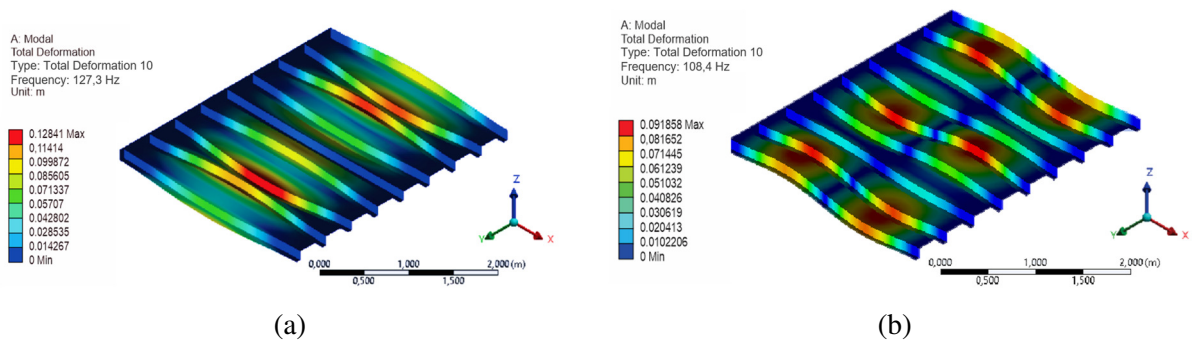 A: Modal
Total Deformation
Type: Total Deformation 10
Frequency: 127,3 Hz
Unit: m
0.12841 Max
0.11414
0.099872
0.085605
0.071337
0.05707
0.042802
0.028535
0.014267
0 Min
Z
Y
X
0,000
1,000
2,000 (m)
0,500
1,500
(a)
A: Modal
Total Deformation
Type: Total Deformation 10
Frequency: 108,4 Hz
Unit: m
0.091858 Max
0,081652
0.071445
0.061239
0.051032
0.040826
0.030619
0.020413
0.0102206
0 Min
Z
Y
X
0,000
1,000
2,000 (m)
0,500
1,500
(b)